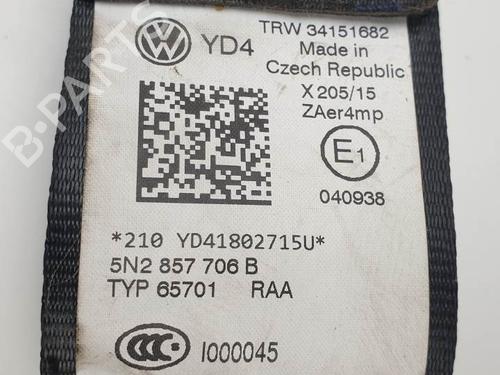 YD4
TRW 34151682
Made in
Czech Republic
X 205/15
ZAer4mp
E1
040938
*210 YD41802715U*
5N2 857 706 B
TYP 65701 RAA
CCC I000045
B-Parts